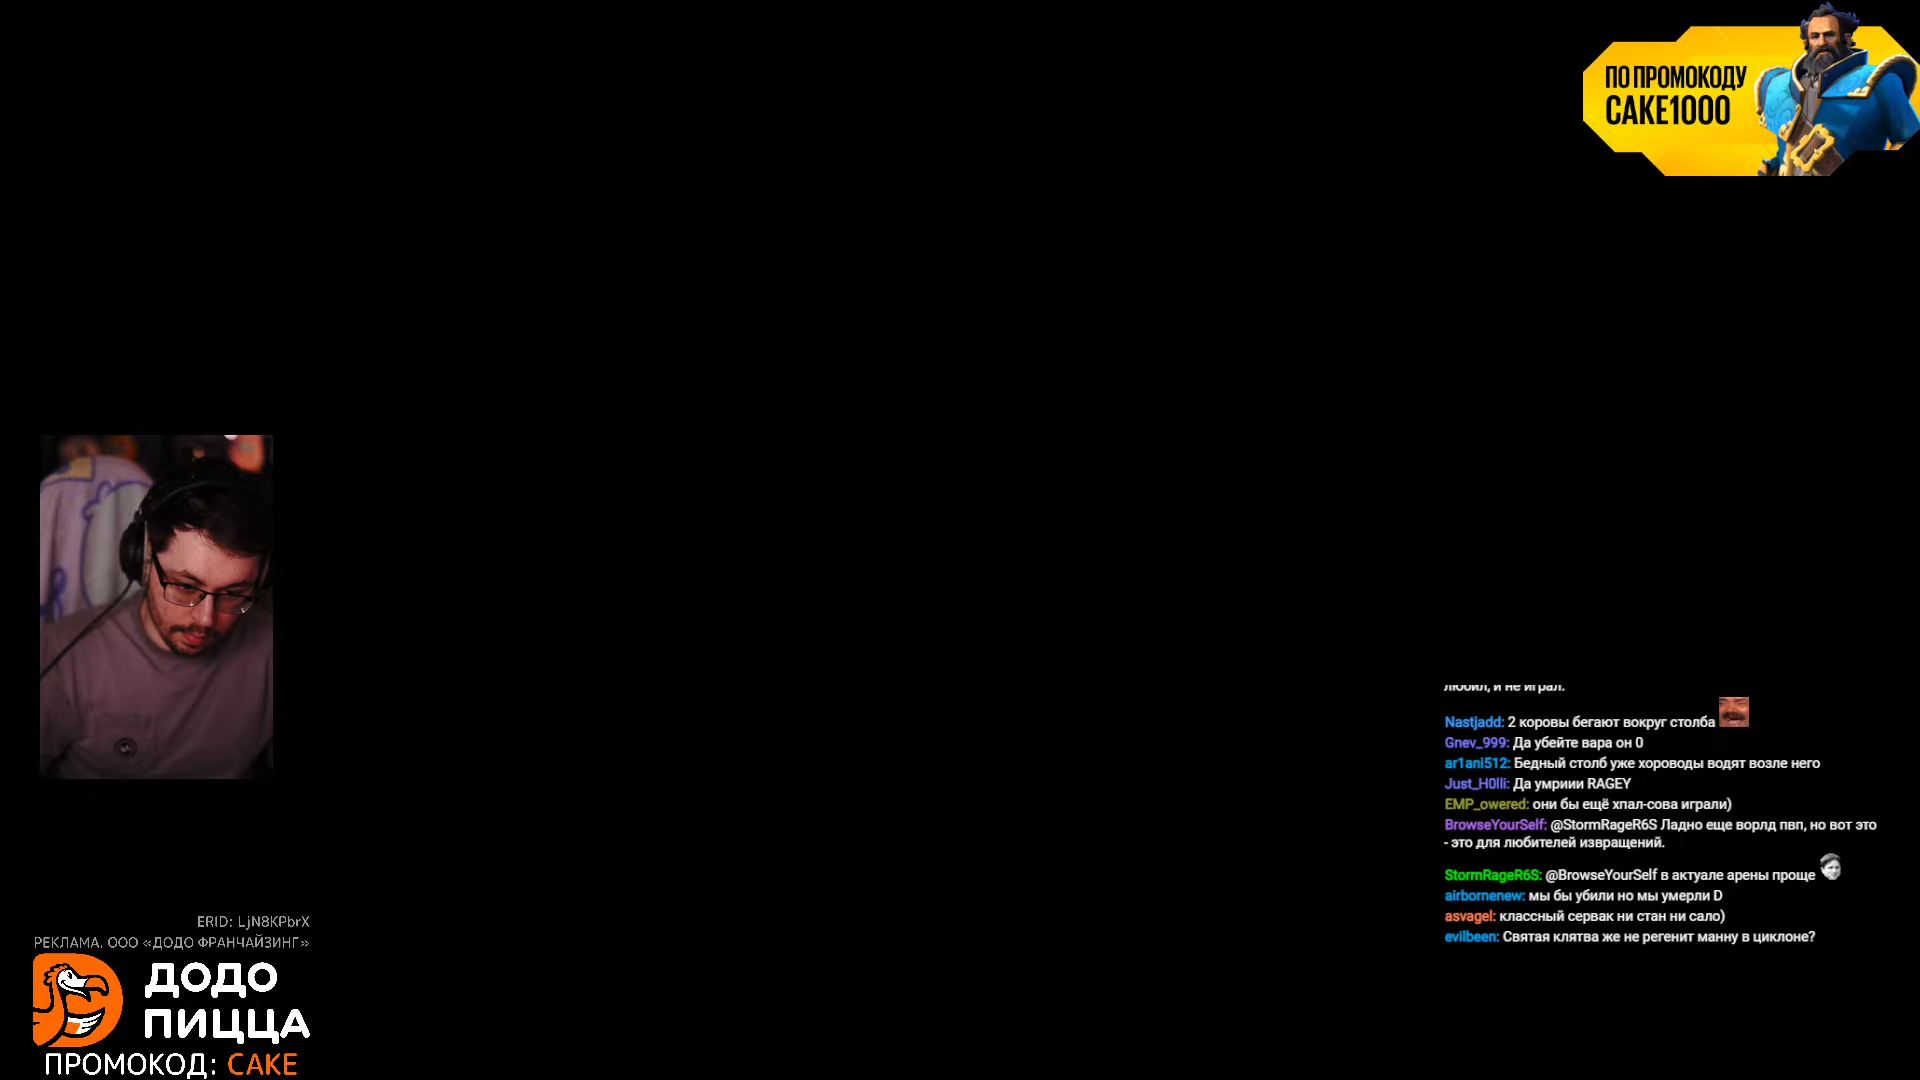 ПО ПРОМОКОДУ
CAKE1000
любил, и не играл.
Nastjadd: 2 коровы бегают вокруг столба
Gnev_999: Да убейте вара он 0
ar1ani512: Бедный столб уже хороводы водят возле него
Just_H0lli: Да умриии RAGEY
EMP_owered: они бы ещё хпал-сова играли)
BrowseYourSelf: @StormRageR6S Ладно еще ворлд пвп, но вот это
- это для любителей извращений.
StormRageR6S: @BrowseYourSelf в актуале арены проще
airbornenew: мы бы убили но мы умерли D
asvagel: классный сервак ни стан ни сало)
evilbeen: Святая клятва же не регенит манну в циклоне?
ERID: LjN8KPbrX
РЕКЛАМА. ООО «ДОДО ФРАНЧАЙЗИНГ»
ДОДО
ПИЦЦА
ПРОМОКОД: CAKE